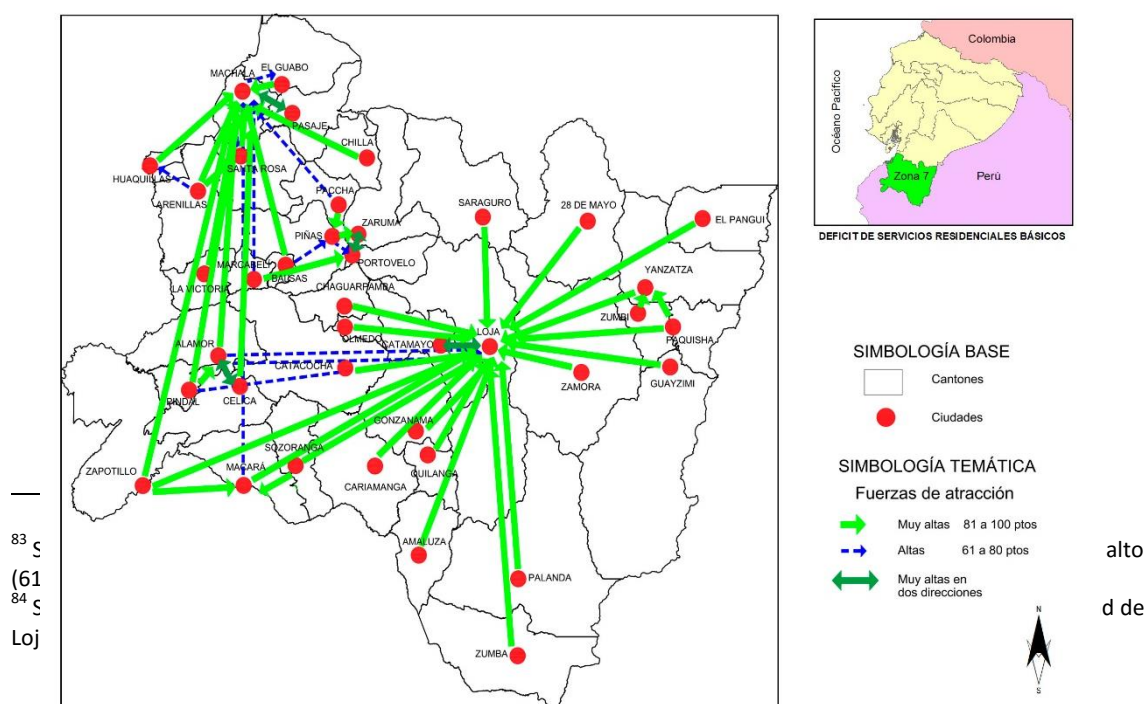 MACHALA
EL GUABO
PASAJE
CHILLA
HUAQUILLAS
SANTA ROSA
ARENILLAS
PACCHA
ZARUMA
PIÑAS
PORTOVELO
MARCABELI
BALSAS
LA VICTORIA
CHAGUARPAMBA
SARAGURO
28 DE MAYO
EL PANGUI
YANZATZA
ZUMBI
PAQUISHA
ALAMOR
OLMEDO
CATAMAYO
LOJA
CATACOCHA
ZAMORA
GUAYZIMI
PINDAL
CELICA
GONZANAMA
SOZORANGA
QUILANGA
ZAPOTILLO
MACARÁ
CARIAMANGA
AMALUZA
PALANDA
ZUMBA
Colombia
Océano Pacífico
Zona 7
Perú
DEFICIT DE SERVICIOS RESIDENCIALES BÁSICOS
SIMBOLOGÍA BASE
Cantones
Ciudades
SIMBOLOGÍA TEMÁTICA
Fuerzas de atracción
Muy altas 81 a 100 ptos
Altas 61 a 80 ptos
Muy altas en
dos direcciones
N
S
83 S alto
(61
84 S d de
Loj